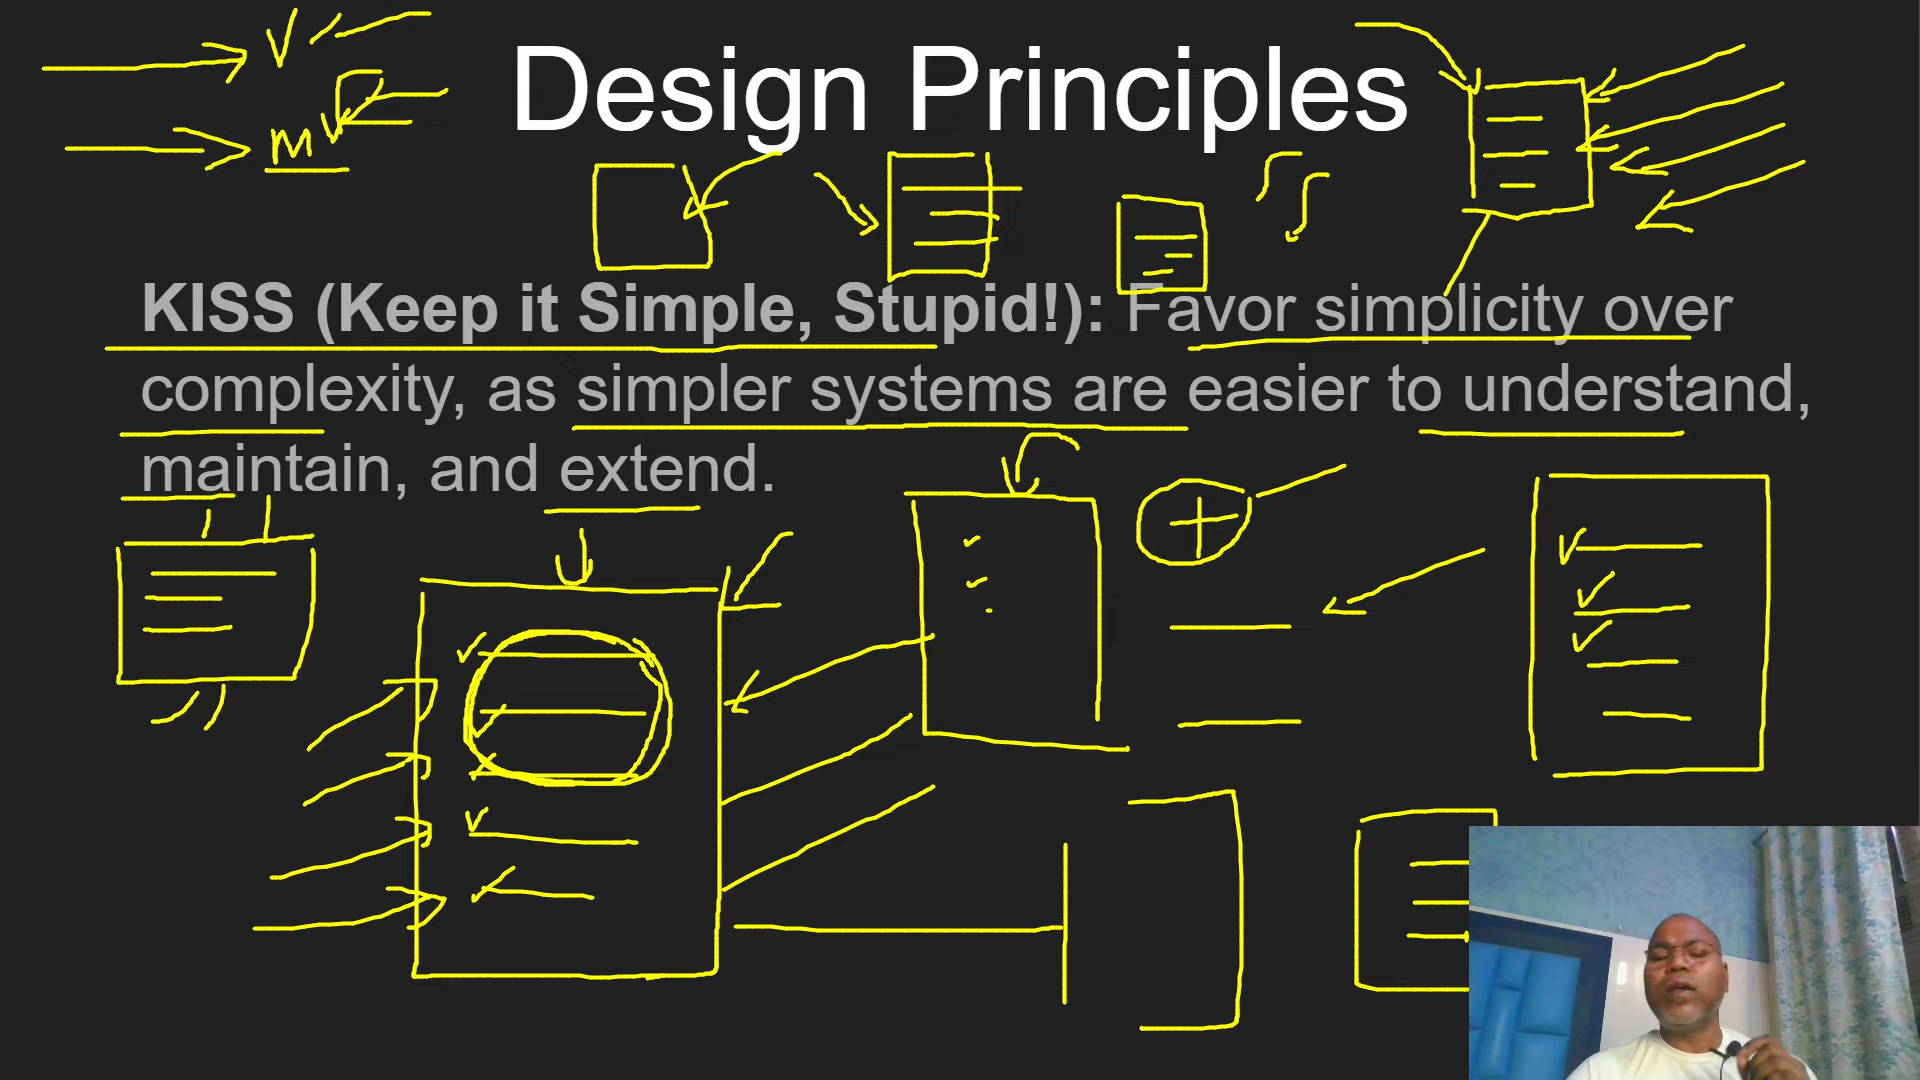 V
Design Principles
m
KISS (Keep it Simple, Stupid!): Favor simplicity over
complexity, as simpler systems are easier to understand,
maintain, and extend.